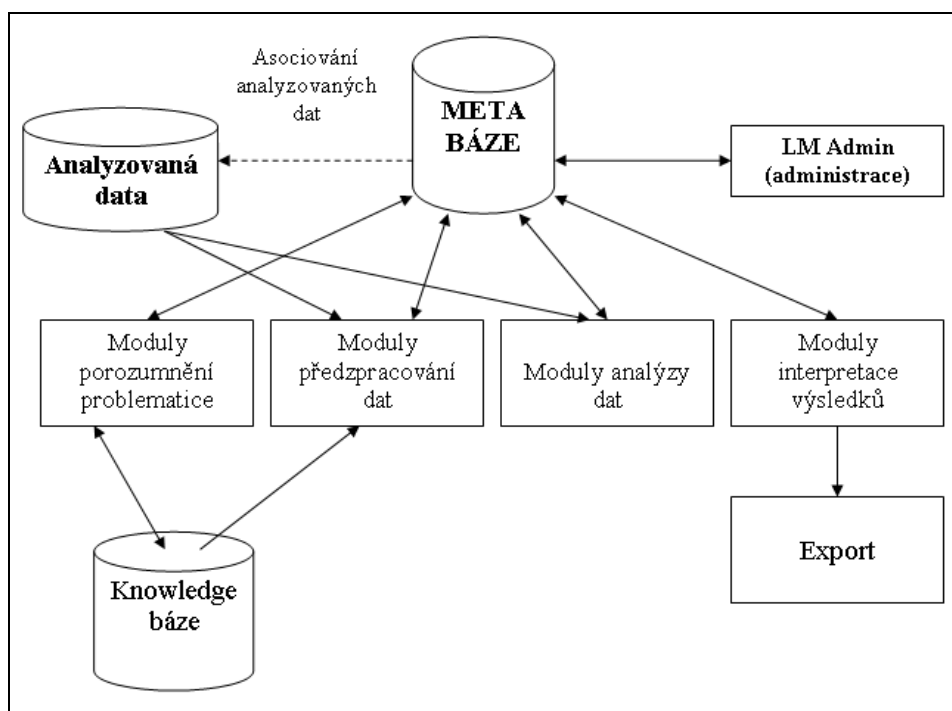 Asociování
analyzovaných
dat
META
BÁZE
Analyzovaná
data
LM Admin
(administrace)
Moduly
porozumnění
problematice
Moduly
předzpracování
dat
Moduly analýzy
dat
Moduly
interpretace
výsledků
Knowledge
báze
Export